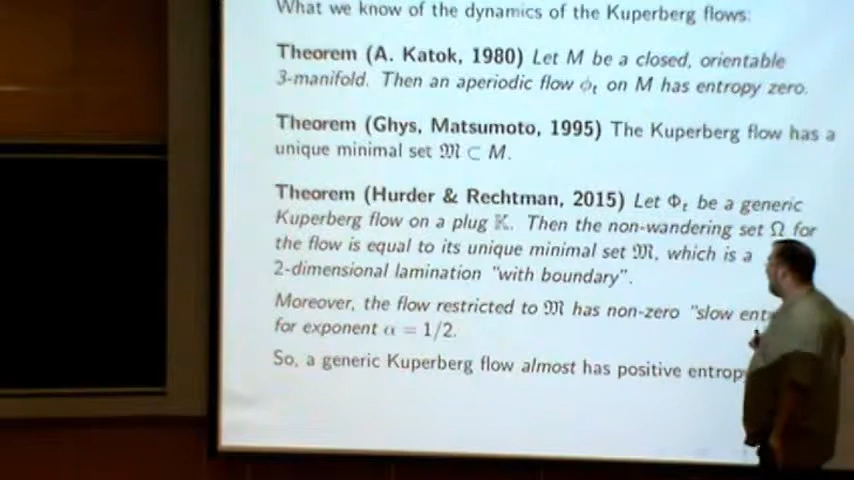 What we know of the dynamics of the Kuperberg flows:
Theorem (A. Katok, 1980) Let M be a closed, orientable
3-manifold. Then an aperiodic flow ϕt on M has entropy zero.
Theorem (Ghys, Matsumoto, 1995) The Kuperberg flow has a
unique minimal set 𝔐 ⊂ M.
Theorem (Hurder & Rechtman, 2015) Let Φt be a generic
Kuperberg flow on a plug 𝕂. Then the non-wandering set Ω for
the flow is equal to its unique minimal set 𝔐, which is a
2-dimensional lamination "with boundary".
Moreover, the flow restricted to 𝔐 has non-zero "slow ent
for exponent α = 1/2.
So, a generic Kuperberg flow almost has positive entrop